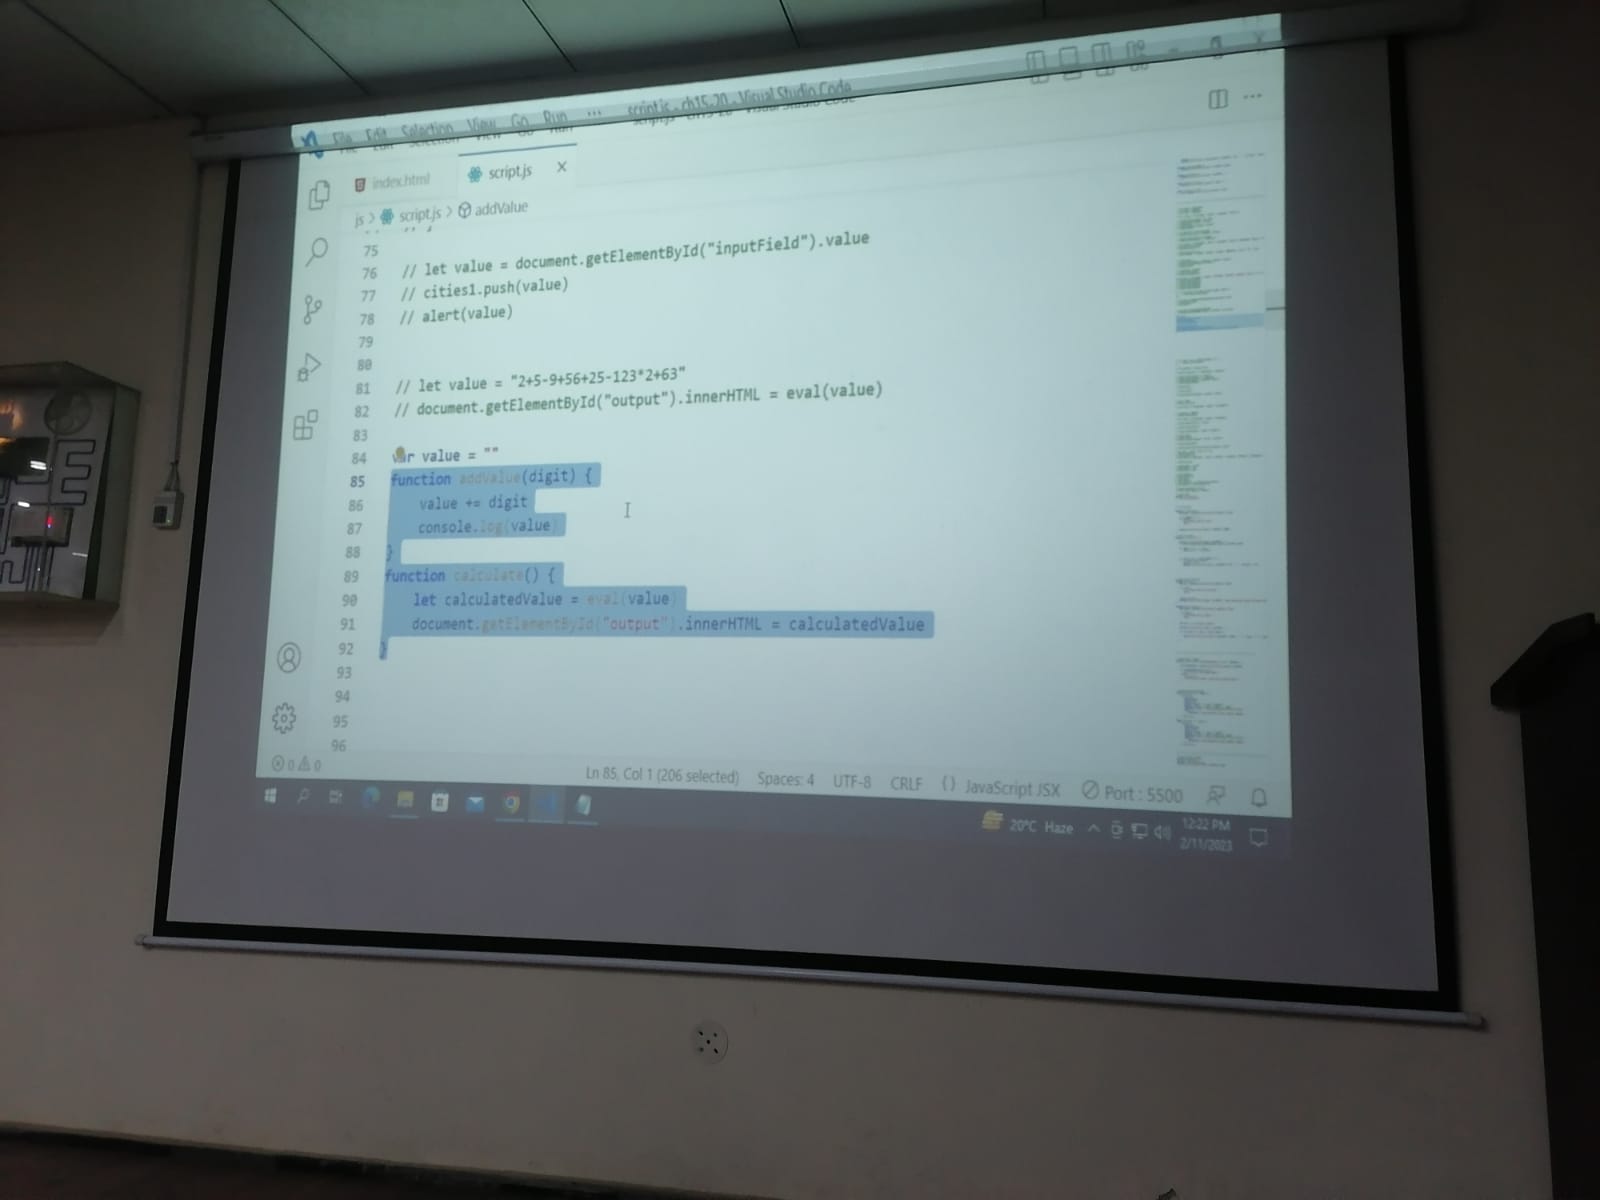 File Edit Selection View Go Run ... script.js - ch15-20 - Visual Studio Code
index.html
script.js
js > script.js > addValue
75
76 // let value = document.getElementById("inputField").value
77 // cities1.push(value)
78 // alert(value)
79
80
81 // let value = "2+5-9+56+25-123*2+63"
82 // document.getElementById("output").innerHTML = eval(value)
83
84 var value = ""
85 function addValue(digit) {
86 value += digit
87 console.log(value)
88 }
89 function calculate() {
90 let calculatedValue = eval(value)
91 document.getElementById("output").innerHTML = calculatedValue
92 }
93
94
95
96
0 0 Ln 85, Col 1 (206 selected) Spaces: 4 UTF-8 CRLF {} JavaScript JSX Port : 5500
20°C Haze 12:22 PM
2/11/2023